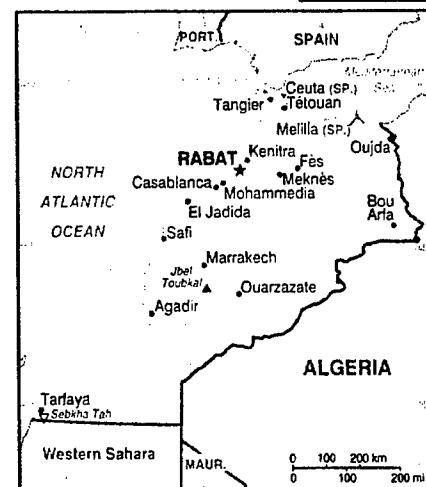 PORT.
SPAIN
Mediterranean
Sea
Ceuta (SP.)
Tangier
Tétouan
Melilla (SP.)
Oujda
Kenitra
RABAT
Fès
NORTH
ATLANTIC
OCEAN
Casablanca
Meknès
Mohammedia
El Jadida
Bou
Arfa
Safi
Marrakech
Jbel
Toubkal
Ouarzazate
Agadir
ALGERIA
Tarfaya
Sebkha Tah
Western Sahara
MAUR.
0 100 200 km
0 100 200 mi